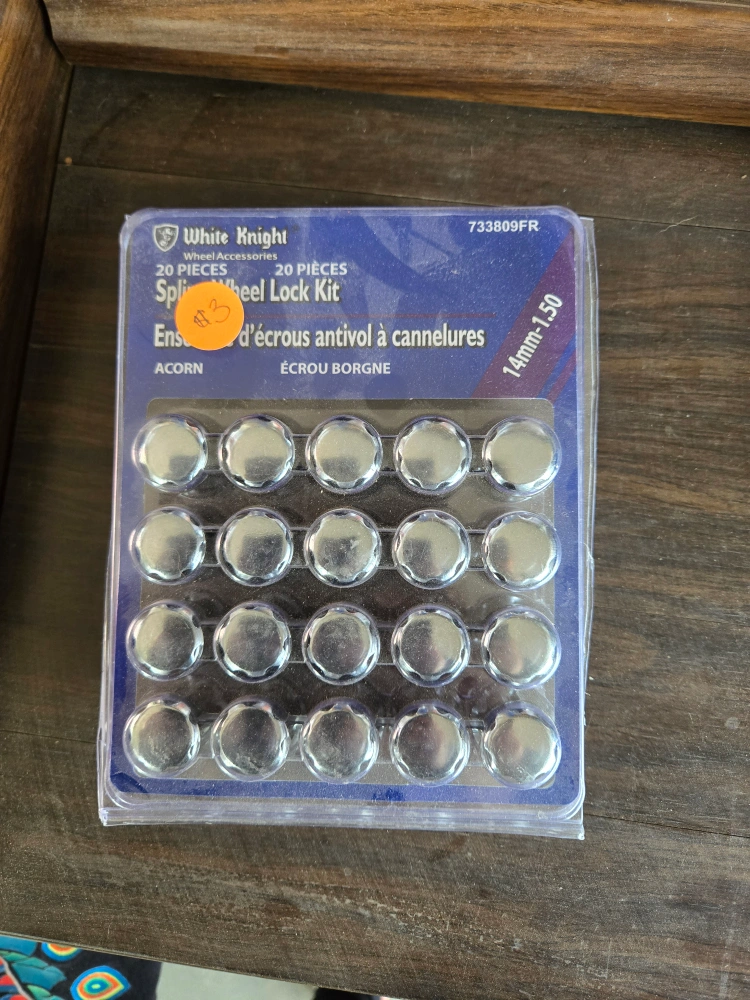 White Knight
733809FR
Wheel Accessories
20 PIECES 20 PIÈCES
Wheel Lock Kit
$3
d'écrous antivol à cannelures
14mm-1.50
ACORN ÉCROU BORGNE